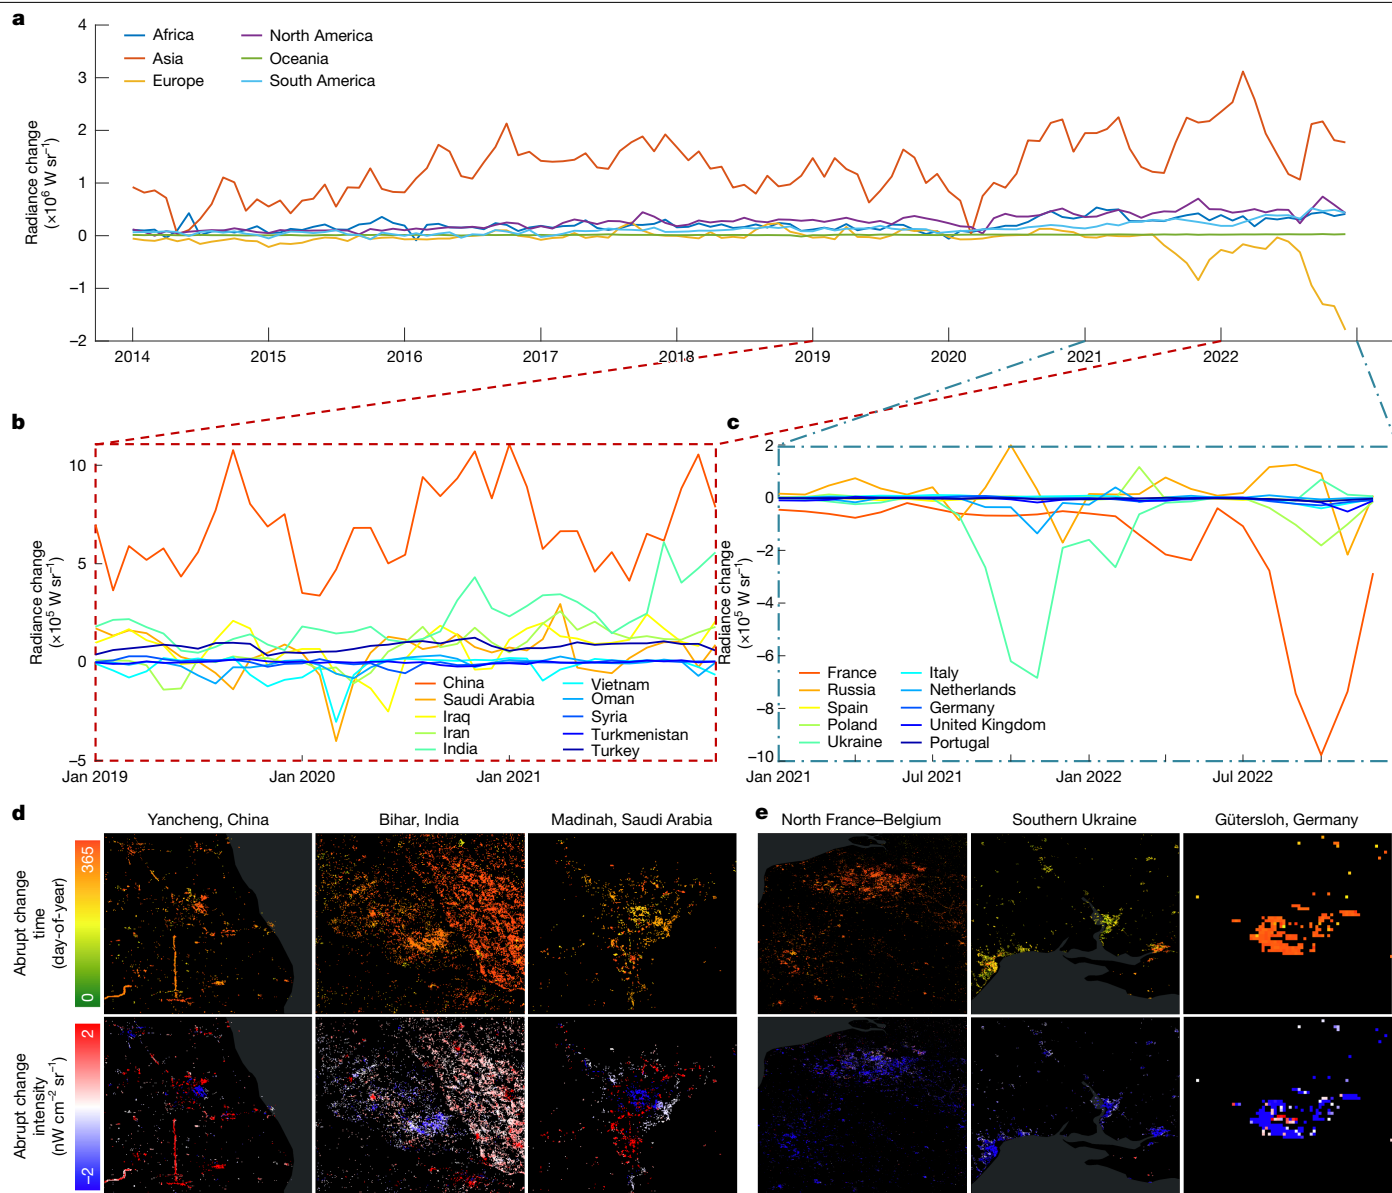 a
4
3
2
1
0
−1
−2
Radiance change
(×10⁶ W sr⁻¹)
Africa
Asia
Europe
North America
Oceania
South America
2014
2015
2016
2017
2018
2019
2020
2021
2022
b
10
5
0
−5
Radiance change
(×10⁵ W sr⁻¹)
China
Saudi Arabia
Iraq
Iran
India
Vietnam
Oman
Syria
Turkmenistan
Turkey
Jan 2019
Jan 2020
Jan 2021
c
2
0
−2
−4
−6
−8
−10
Radiance change
(×10⁵ W sr⁻¹)
France
Russia
Spain
Poland
Ukraine
Italy
Netherlands
Germany
United Kingdom
Portugal
Jan 2021
Jul 2021
Jan 2022
Jul 2022
d
Yancheng, China
Bihar, India
Madinah, Saudi Arabia
e
North France–Belgium
Southern Ukraine
Gütersloh, Germany
Abrupt change
time
(day-of-year)
365
0
Abrupt change
intensity
(nW cm⁻² sr⁻¹)
2
−2